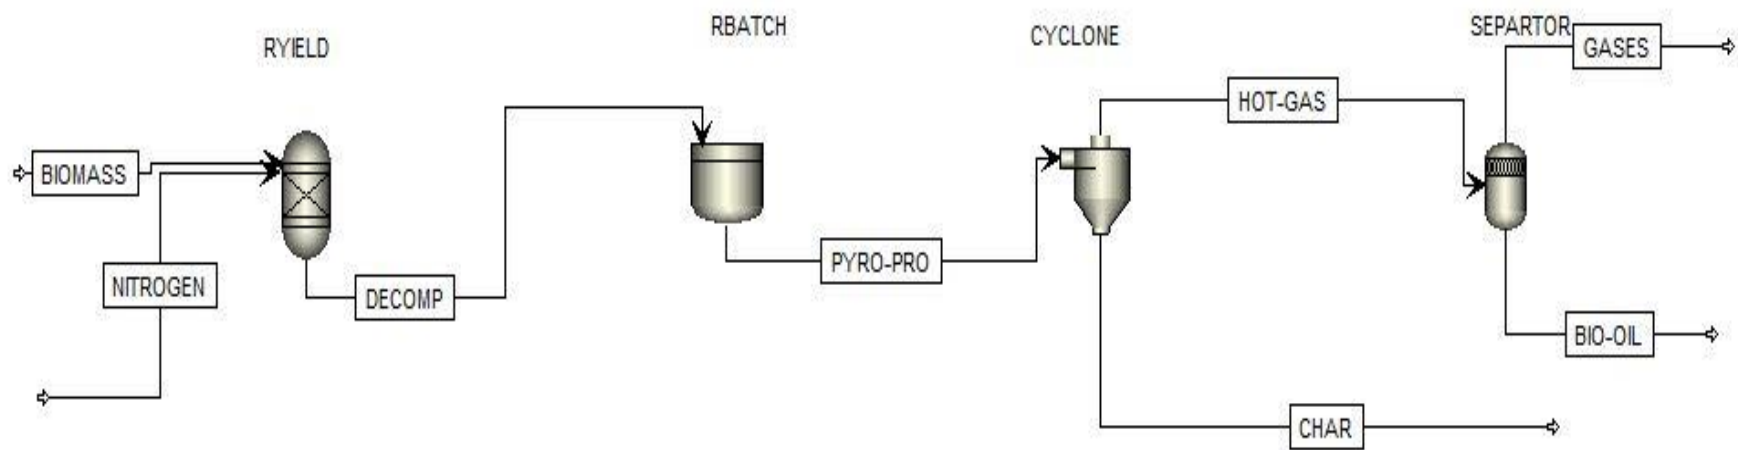 RYIELD
RBATCH
CYCLONE
SEPARTOR
GASES
HOT-GAS
BIOMASS
NITROGEN
DECOMP
PYRO-PRO
BIO-OIL
CHAR